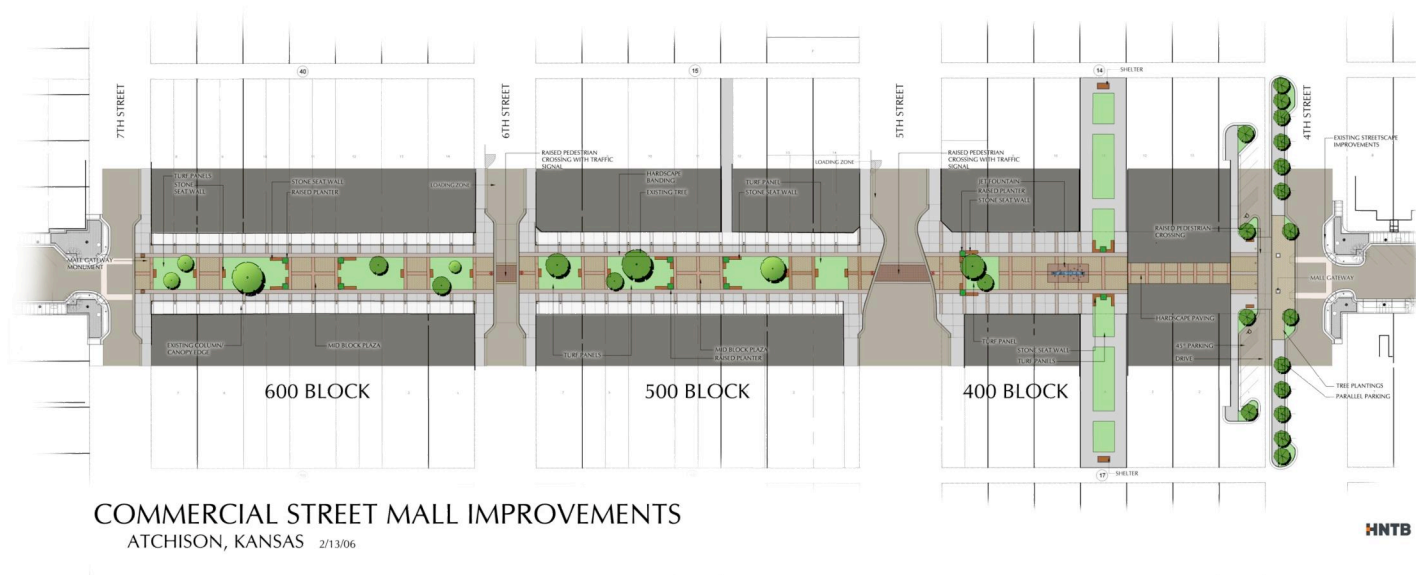 40
15
14
SHELTER
7TH STREET
6TH STREET
5TH STREET
4TH STREET
EXISTING STREETSCAPE
IMPROVEMENTS
RAISED PEDESTRIAN
CROSSING WITH TRAFFIC
SIGNAL
LOADING ZONE
RAISED PEDESTRIAN
CROSSING WITH TRAFFIC
SIGNAL
TURF PANELS
STONE
SEAT WALL
STONE SEAT WALL
RAISED PLANTER
LOADING ZONE
HARDSCAPE
BANDING
EXISTING TREE
TURF PANEL
STONE SEAT WALL
JET FOUNTAIN
RAISED PLANTER
STONE SEAT WALL
RAISED PEDESTRIAN
CROSSING
MALL GATEWAY
MONUMENT
MALL GATEWAY
HARDSCAPE PAVING
EXISTING COLUMN/
CANOPY EDGE
MID BLOCK PLAZA
TURF PANELS
MID BLOCK PLAZA
RAISED PLANTER
TURF PANEL
STONE SEAT WALL
TURF PANELS
45° PARKING
DRIVE
TREE PLANTINGS
PARALLEL PARKING
600 BLOCK
500 BLOCK
400 BLOCK
17
SHELTER
COMMERCIAL STREET MALL IMPROVEMENTS
ATCHISON, KANSAS 2/13/06
HNTB